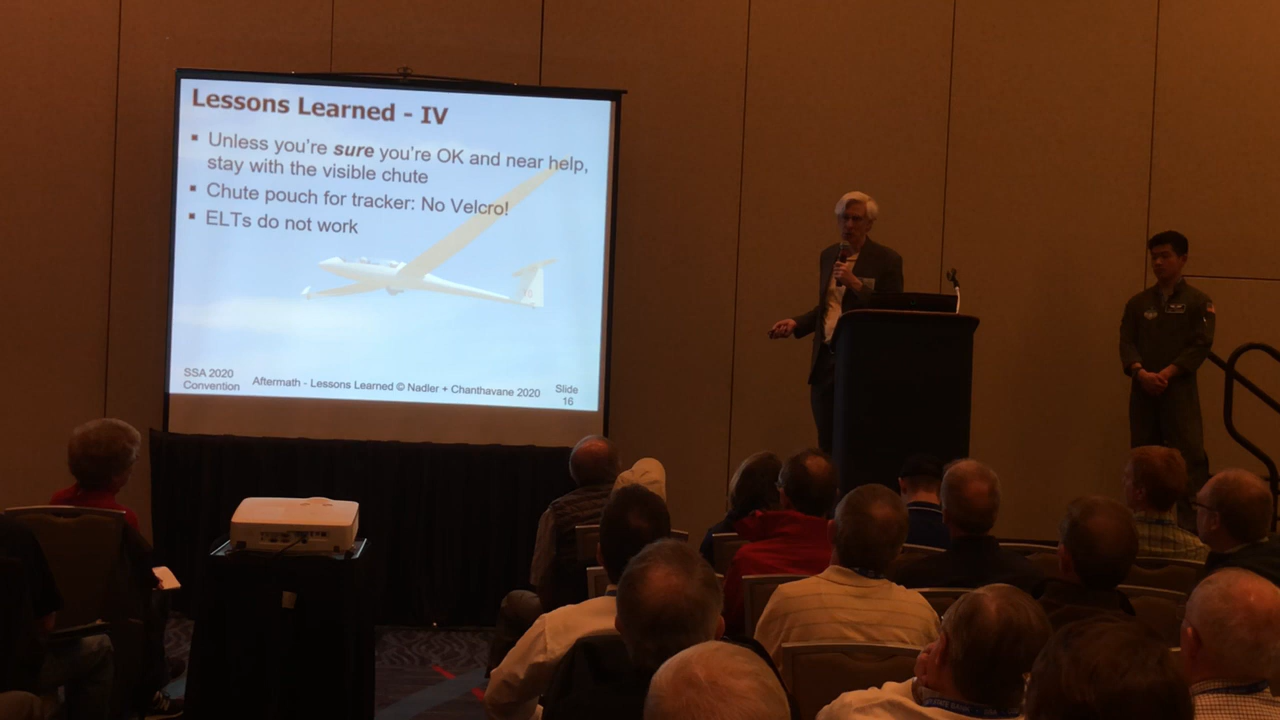 Lessons Learned - IV
▪ Unless you're sure you're OK and near help,
stay with the visible chute
▪ Chute pouch for tracker: No Velcro!
▪ ELTs do not work
SSA 2020
Convention
Aftermath - Lessons Learned © Nadler + Chanthavane 2020
Slide
16